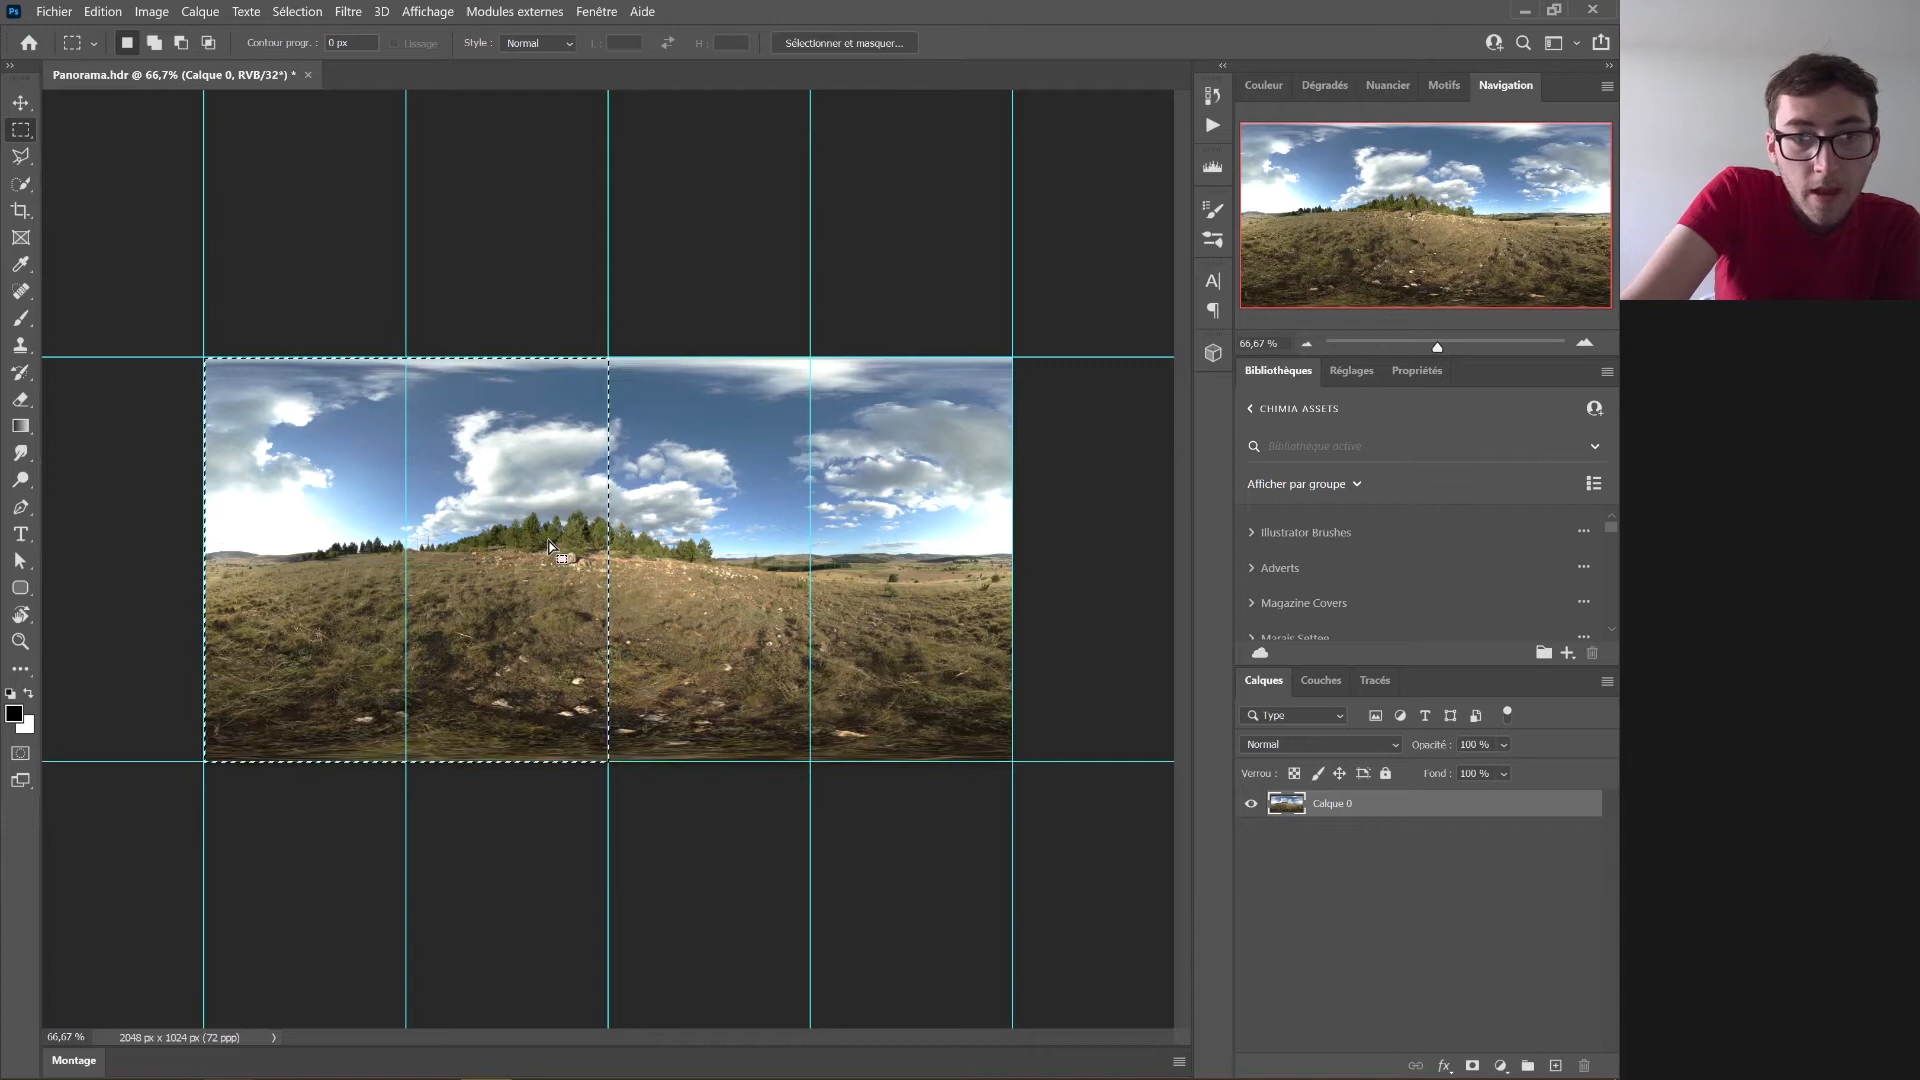 Ps Fichier Edition Image Calque Texte Sélection Filtre 3D Affichage Modules externes Fenêtre Aide
Contour progr. : 0 px Lissage Style : Normal L : H : Sélectionner et masquer...
Panorama.hdr @ 66,7% (Calque 0, RVB/32*) *
Couleur Dégradés Nuancier Motifs Navigation
66,67 %
Bibliothèques Réglages Propriétés
CHIMIA ASSETS
Bibliothèque active
Afficher par groupe
Illustrator Brushes
Adverts
Magazine Covers
Marais Settee
Calques Couches Tracés
Type
Normal Opacité : 100 %
Verrou : Fond : 100 %
Calque 0
66,67 % 2048 px x 1024 px (72 ppp)
Montage